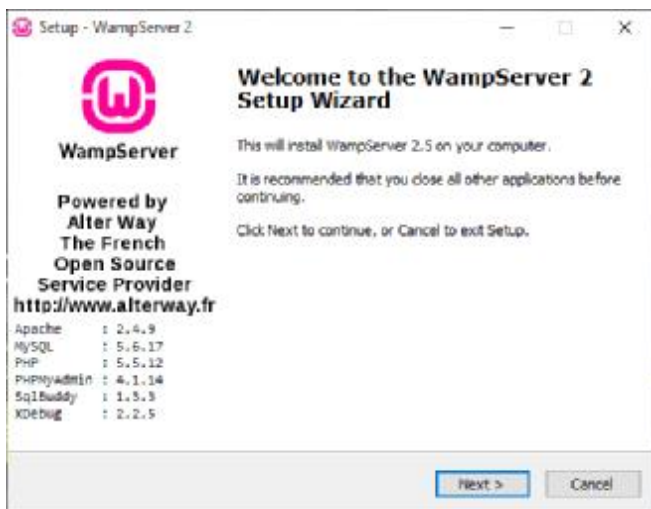 Setup - WampServer 2
WampServer
Powered by
Alter Way
The French
Open Source
Service Provider
http://www.alterway.fr
Apache : 2.4.9
MySQL : 5.6.17
PHP : 5.5.12
PHPMyAdmin : 4.1.14
SqlBuddy : 1.3.3
XDebug : 2.2.5
Welcome to the WampServer 2
Setup Wizard
This will install WampServer 2.5 on your computer.
It is recommended that you close all other applications before
continuing.
Click Next to continue, or Cancel to exit Setup.
Next >
Cancel